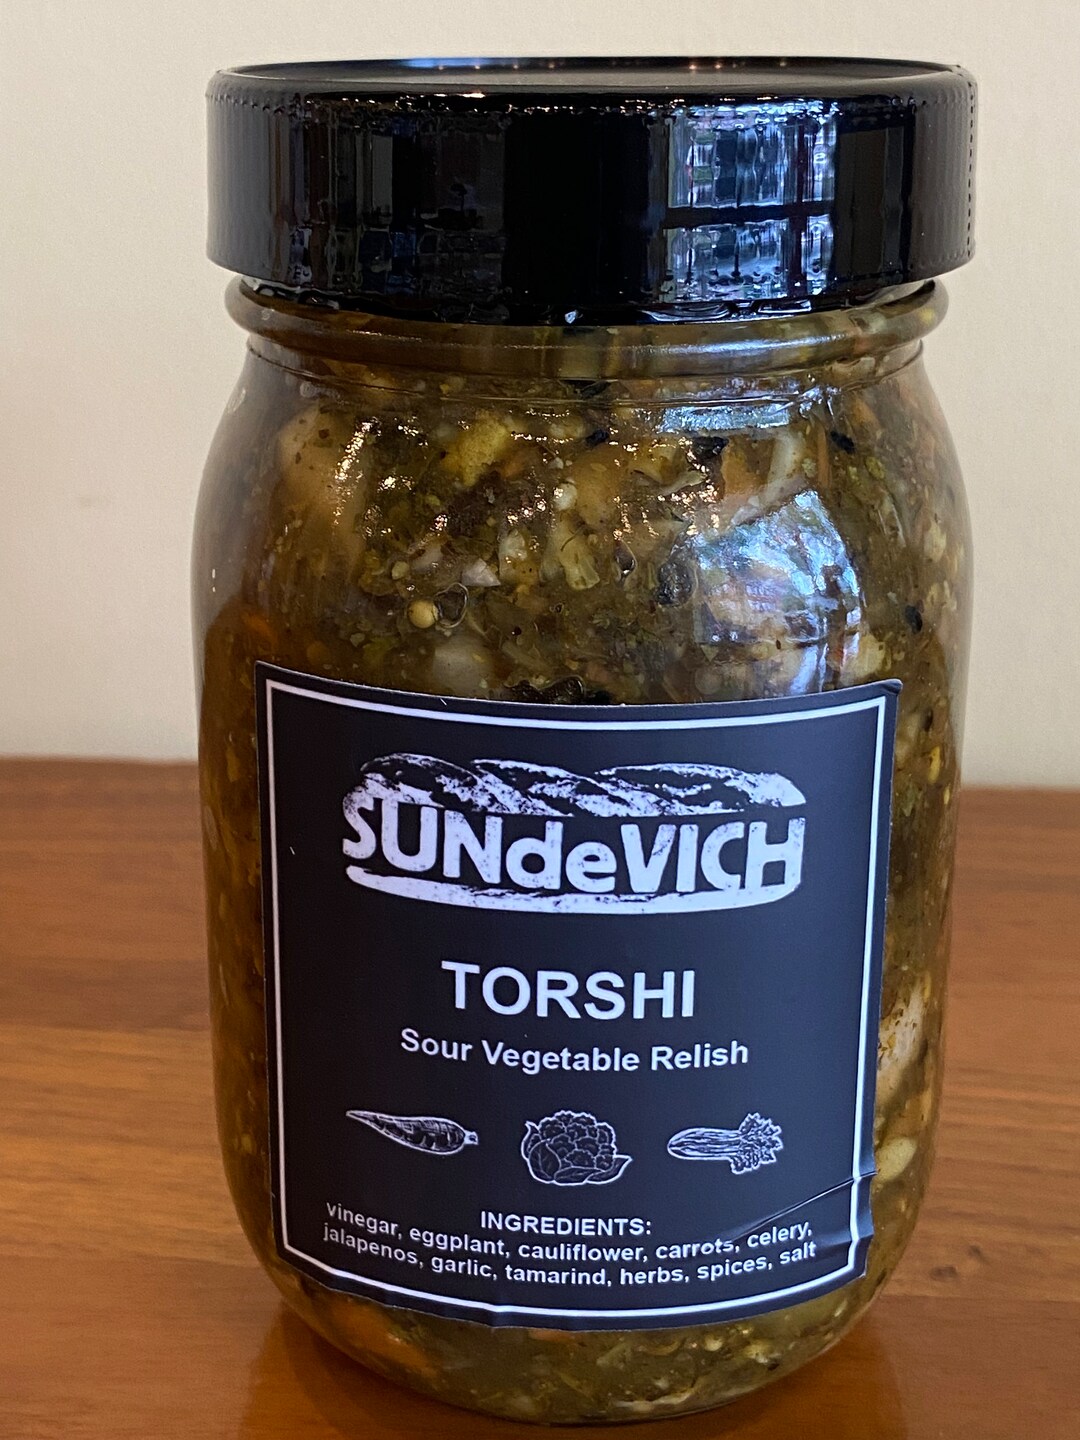 SUNdeVICH
TORSHI
Sour Vegetable Relish
INGREDIENTS:
vinegar, eggplant, cauliflower, carrots, celery,
jalapenos, garlic, tamarind, herbs, spices, salt